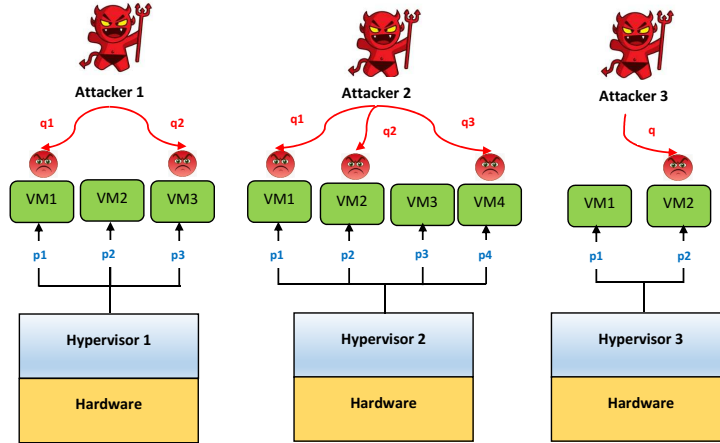 Attacker 1
q1
q2
VM1
VM2
VM3
p1
p2
p3
Hypervisor 1
Hardware
Attacker 2
q1
q2
q3
VM1
VM2
VM3
VM4
p1
p2
p3
p4
Hypervisor 2
Hardware
Attacker 3
q
VM1
VM2
p1
p2
Hypervisor 3
Hardware